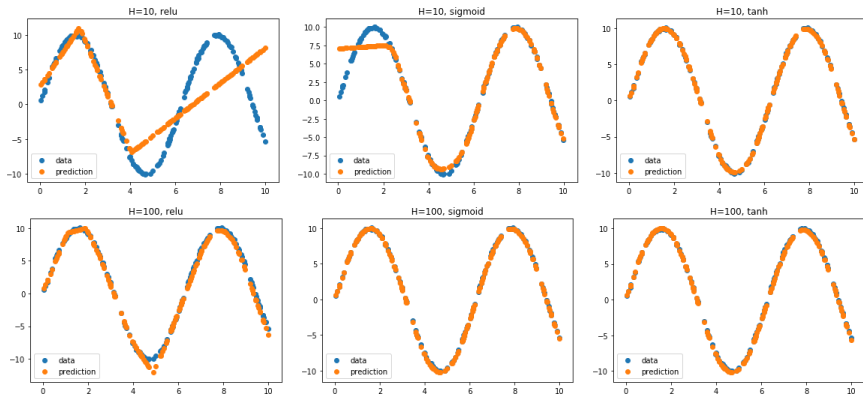 H=10, relu
10
5
0
−5
−10
data
prediction
0 2 4 6 8 10
H=10, sigmoid
10.0
7.5
5.0
2.5
0.0
−2.5
−5.0
−7.5
−10.0
data
prediction
0 2 4 6 8 10
H=10, tanh
10
5
0
−5
−10
data
prediction
0 2 4 6 8 10
H=100, relu
10
5
0
−5
−10
data
prediction
0 2 4 6 8 10
H=100, sigmoid
10
5
0
−5
−10
data
prediction
0 2 4 6 8 10
H=100, tanh
10
5
0
−5
−10
data
prediction
0 2 4 6 8 10